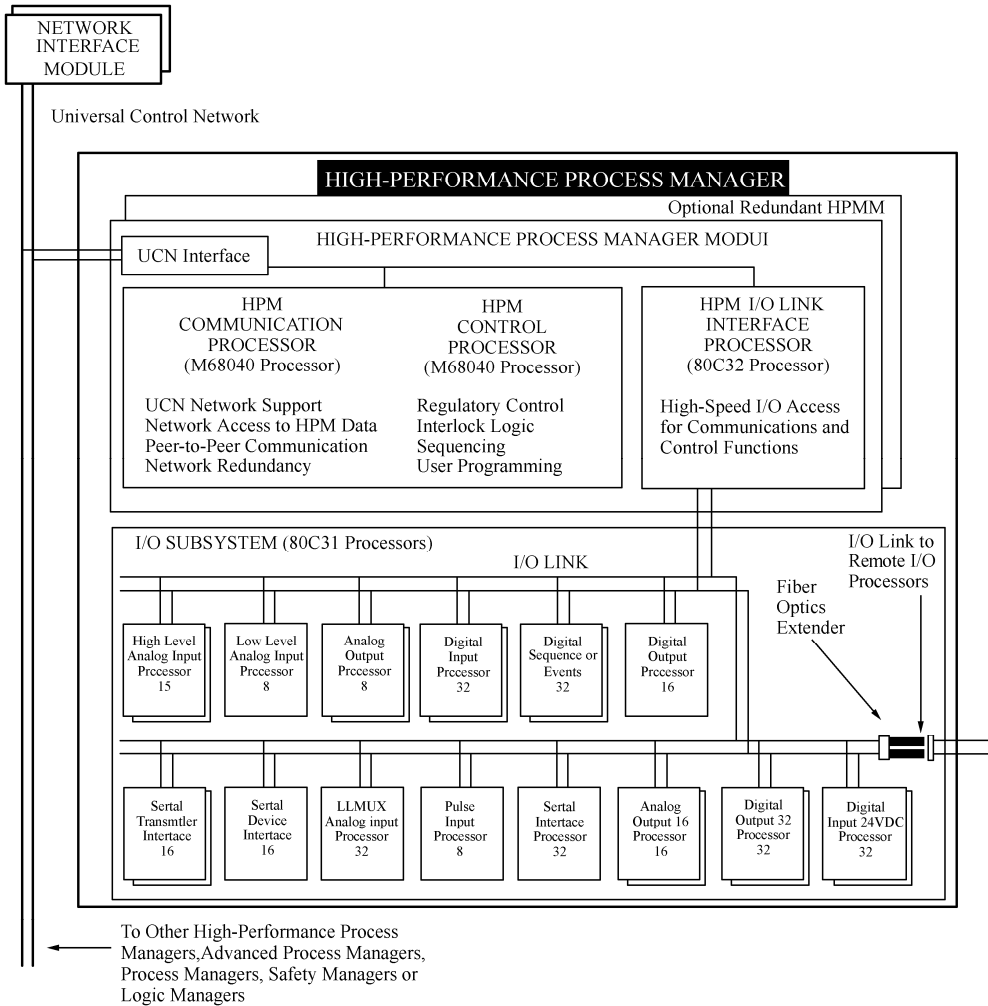 NETWORK
INTERFACE
MODULE
Universal Control Network
HIGH-PERFORMANCE PROCESS MANAGER
Optional Redundant HPMM
HIGH-PERFORMANCE PROCESS MANAGER MODUI
UCN Interface
HPM
COMMUNICATION
PROCESSOR
(M68040 Processor)
UCN Network Support
Network Access to HPM Data
Peer-to-Peer Communication
Network Redundancy
HPM
CONTROL
PROCESSOR
(M68040 Processor)
Regulatory Control
Interlock Logic
Sequencing
User Programming
HPM I/O LINK
INTERFACE
PROCESSOR
(80C32 Processor)
High-Speed I/O Access
for Communications and
Control Functions
I/O SUBSYSTEM (80C31 Processors)
I/O LINK
I/O Link to
Remote I/O
Processors
Fiber
Optics
Extender
High Level
Analog Input
Prccessor
15
Low Level
Analog Input
Prccessor
8
Analog
Output
Prccessor
8
Digital
Input
Prccessor
32
Digital
Sequence or
Events
32
Digital
Output
Prccessor
16
Sertal
Transmtler
Intertace
16
Sertal
Device
Intertace
16
LLMUX
Analog input
Processor
32
Pulse
Input
Processor
8
Sertal
Interface
Processor
32
Analog
Output 16
Processor
16
Digital
Output 32
Processor
32
Digital
Input 24VDC
Processor
32
To Other High-Performance Process
Managers,Advanced Process Managers,
Process Managers, Safety Managers or
Logic Managers